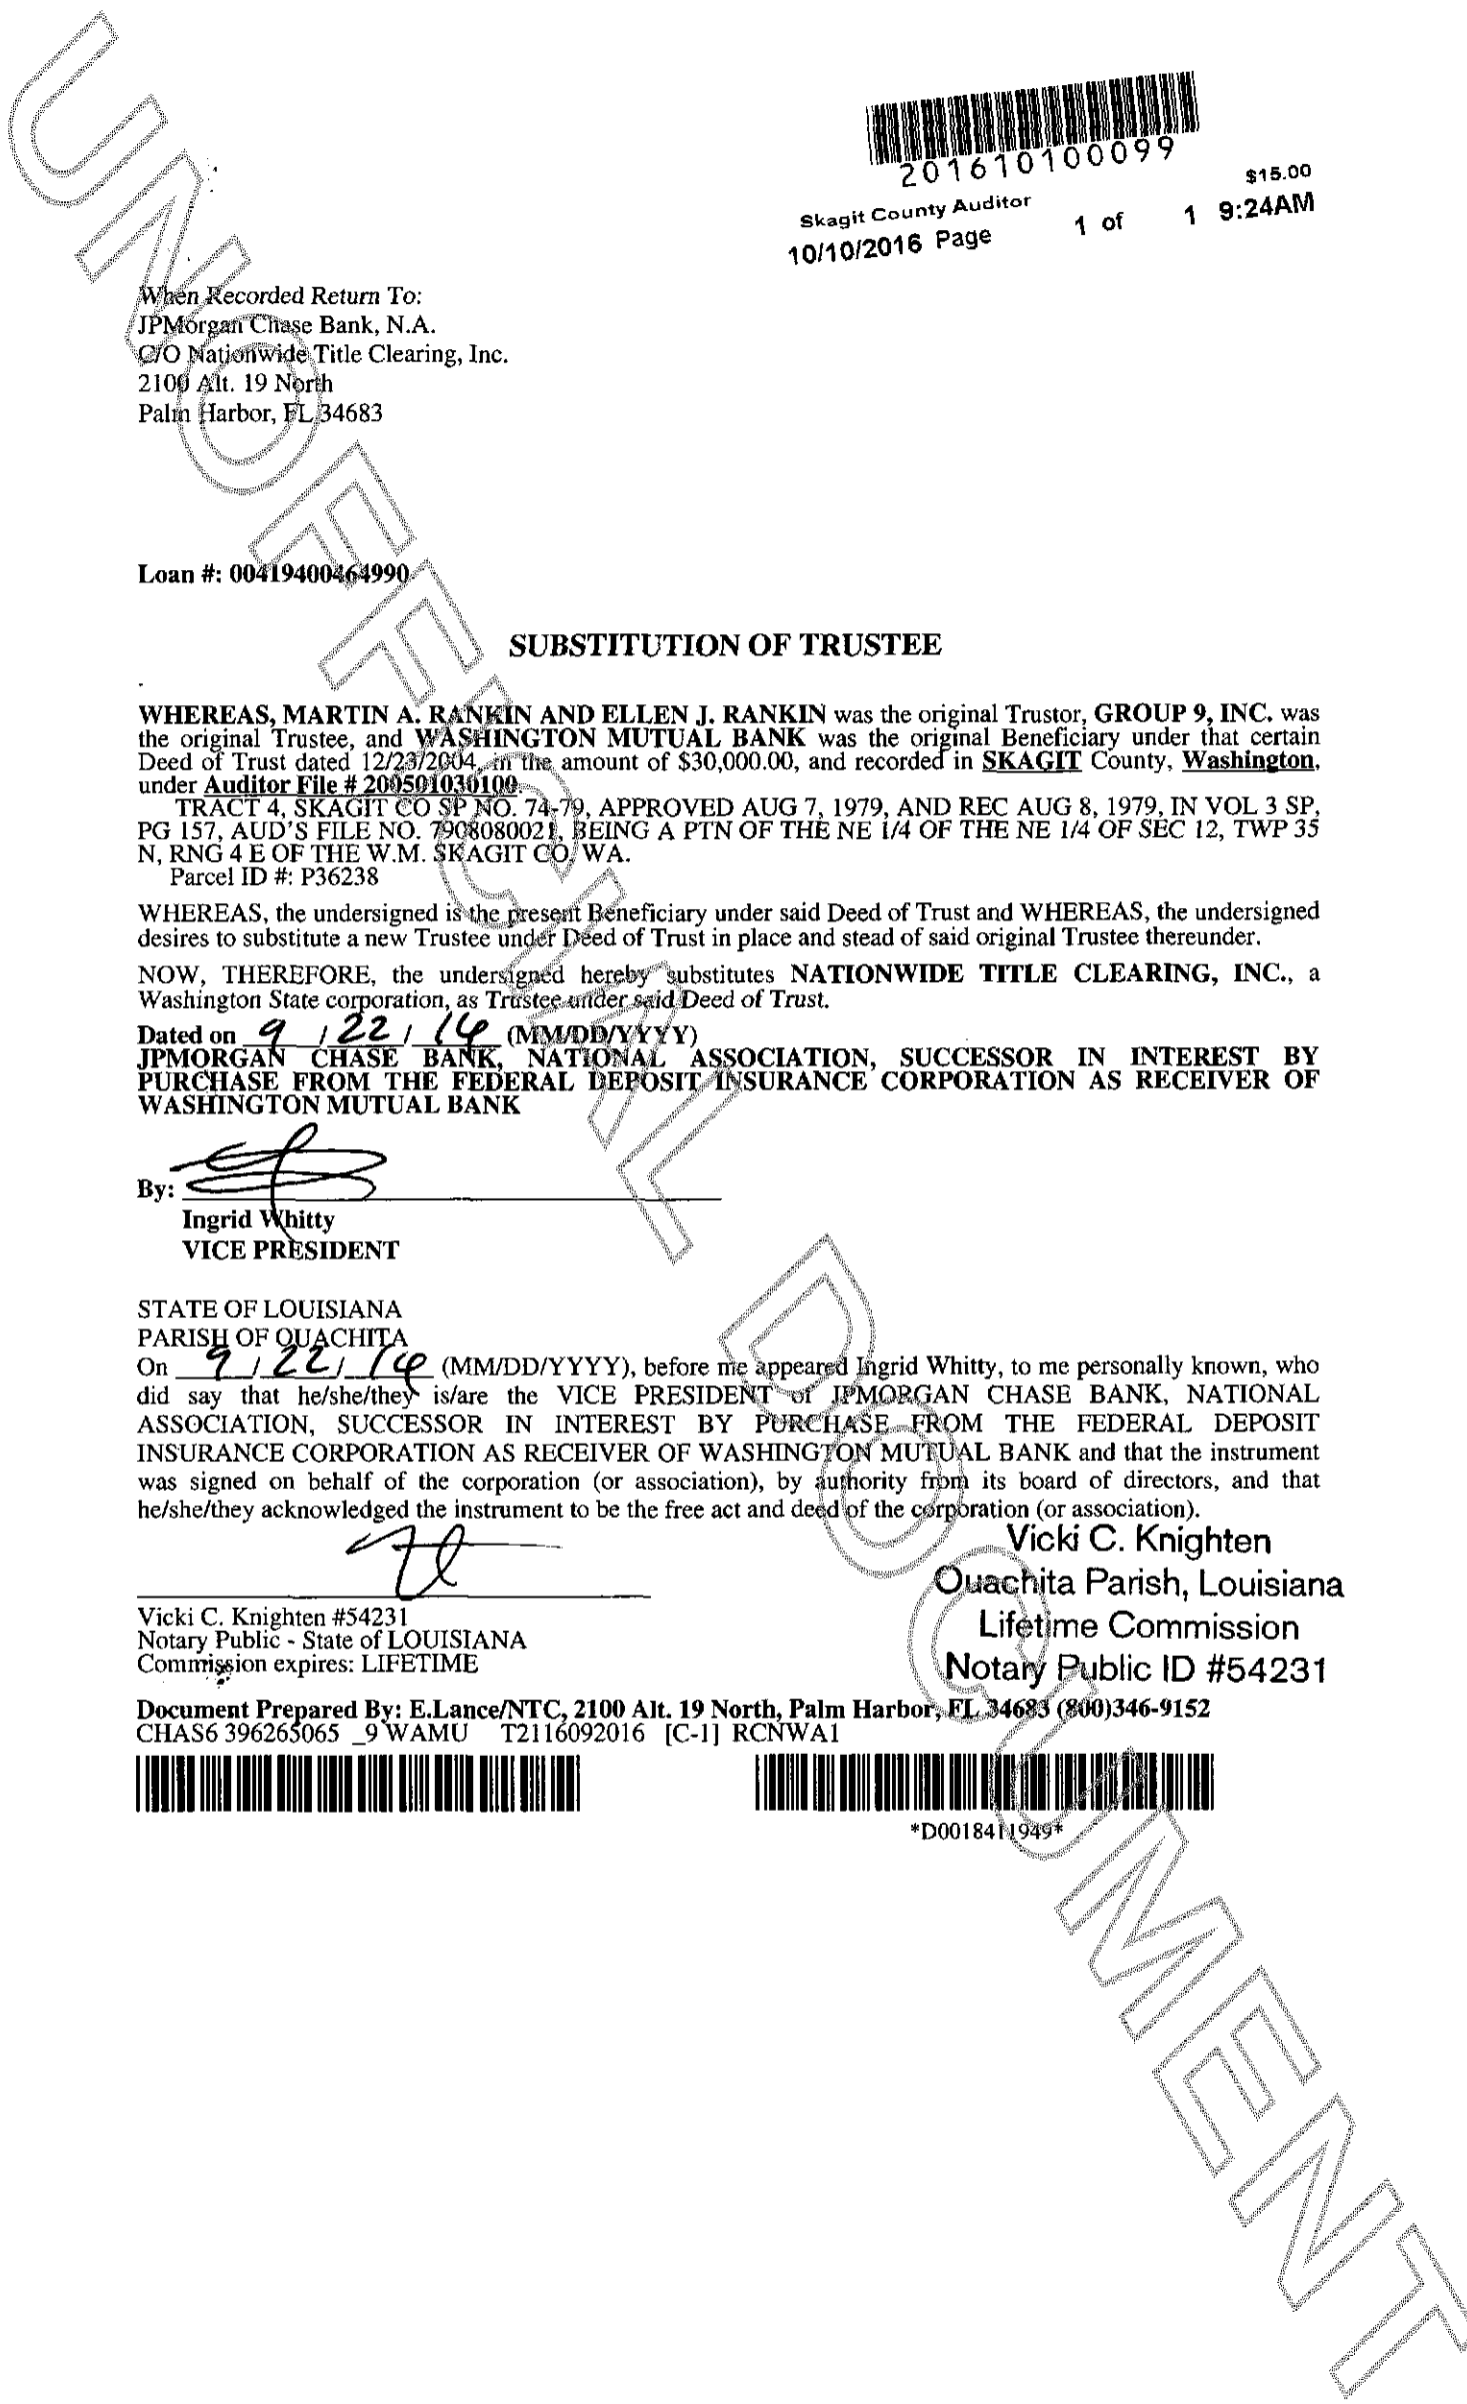 201610100099
Skagit County Auditor $15.00
10/10/2016 Page 1 of 1 9:24AM
When Recorded Return To:
JPMorgan Chase Bank, N.A.
C/O Nationwide Title Clearing, Inc.
2100 Alt. 19 North
Palm Harbor, FL 34683
Loan #: 00419400464990
SUBSTITUTION OF TRUSTEE
WHEREAS, MARTIN A. RANKIN AND ELLEN J. RANKIN was the original Trustor, GROUP 9, INC. was
the original Trustee, and WASHINGTON MUTUAL BANK was the original Beneficiary under that certain
Deed of Trust dated 12/23/2004, in the amount of $30,000.00, and recorded in SKAGIT County, Washington,
under Auditor File # 200501030100.
TRACT 4, SKAGIT CO SP NO. 74-79, APPROVED AUG 7, 1979, AND REC AUG 8, 1979, IN VOL 3 SP,
PG 157, AUD'S FILE NO. 7908080021, BEING A PTN OF THE NE 1/4 OF THE NE 1/4 OF SEC 12, TWP 35
N, RNG 4 E OF THE W.M. SKAGIT CO, WA.
Parcel ID #: P36238
WHEREAS, the undersigned is the present Beneficiary under said Deed of Trust and WHEREAS, the undersigned
desires to substitute a new Trustee under Deed of Trust in place and stead of said original Trustee thereunder.
NOW, THEREFORE, the undersigned hereby substitutes NATIONWIDE TITLE CLEARING, INC., a
Washington State corporation, as Trustee under said Deed of Trust.
Dated on 9 / 22 / 16 (MM/DD/YYYY)
JPMORGAN CHASE BANK, NATIONAL ASSOCIATION, SUCCESSOR IN INTEREST BY
PURCHASE FROM THE FEDERAL DEPOSIT INSURANCE CORPORATION AS RECEIVER OF
WASHINGTON MUTUAL BANK
By:
Ingrid Whitty
VICE PRESIDENT
STATE OF LOUISIANA
PARISH OF OUACHITA
On 9 / 22 / 16 (MM/DD/YYYY), before me appeared Ingrid Whitty, to me personally known, who
did say that he/she/they is/are the VICE PRESIDENT of JPMORGAN CHASE BANK, NATIONAL
ASSOCIATION, SUCCESSOR IN INTEREST BY PURCHASE FROM THE FEDERAL DEPOSIT
INSURANCE CORPORATION AS RECEIVER OF WASHINGTON MUTUAL BANK and that the instrument
was signed on behalf of the corporation (or association), by authority from its board of directors, and that
he/she/they acknowledged the instrument to be the free act and deed of the corporation (or association).
Vicki C. Knighten
Ouachita Parish, Louisiana
Lifetime Commission
Notary Public ID #54231
Vicki C. Knighten #54231
Notary Public - State of LOUISIANA
Commission expires: LIFETIME
Document Prepared By: E.Lance/NTC, 2100 Alt. 19 North, Palm Harbor, FL 34683 (800)346-9152
CHAS6 396265065 _9 WAMU T2116092016 [C-1] RCNWA1
*D0018411949*
UNOFFICIAL DOCUMENT